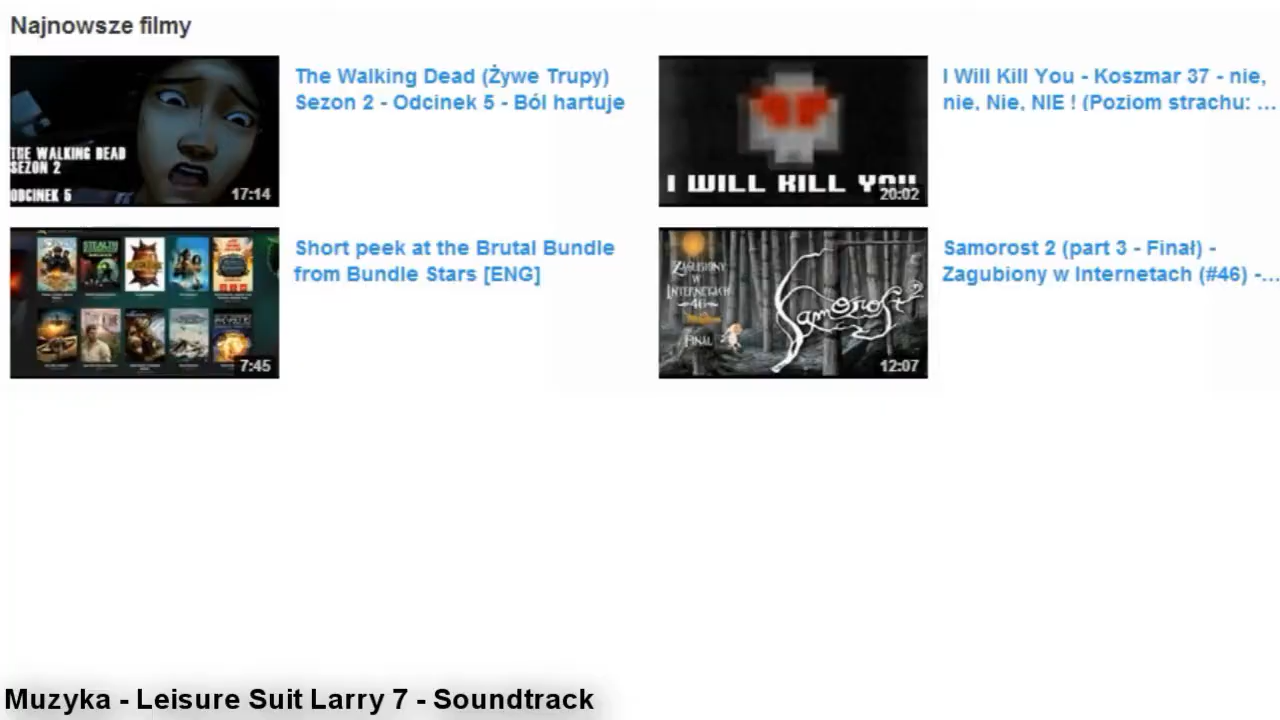 Najnowsze filmy
THE WALKING DEAD
SEZON 2
ODCINEK 5
17:14
The Walking Dead (Żywe Trupy)
Sezon 2 - Odcinek 5 - Ból hartuje
I WILL KILL YOU
20:02
I Will Kill You - Koszmar 37 - nie,
nie, Nie, NIE ! (Poziom strachu: ...
STEALTH
7:45
Short peek at the Brutal Bundle
from Bundle Stars [ENG]
ZAGUBIONY
W
INTERNETACH
46
FINAŁ
Samorost 2
12:07
Samorost 2 (part 3 - Finał) -
Zagubiony w Internetach (#46) -...
Muzyka - Leisure Suit Larry 7 - Soundtrack